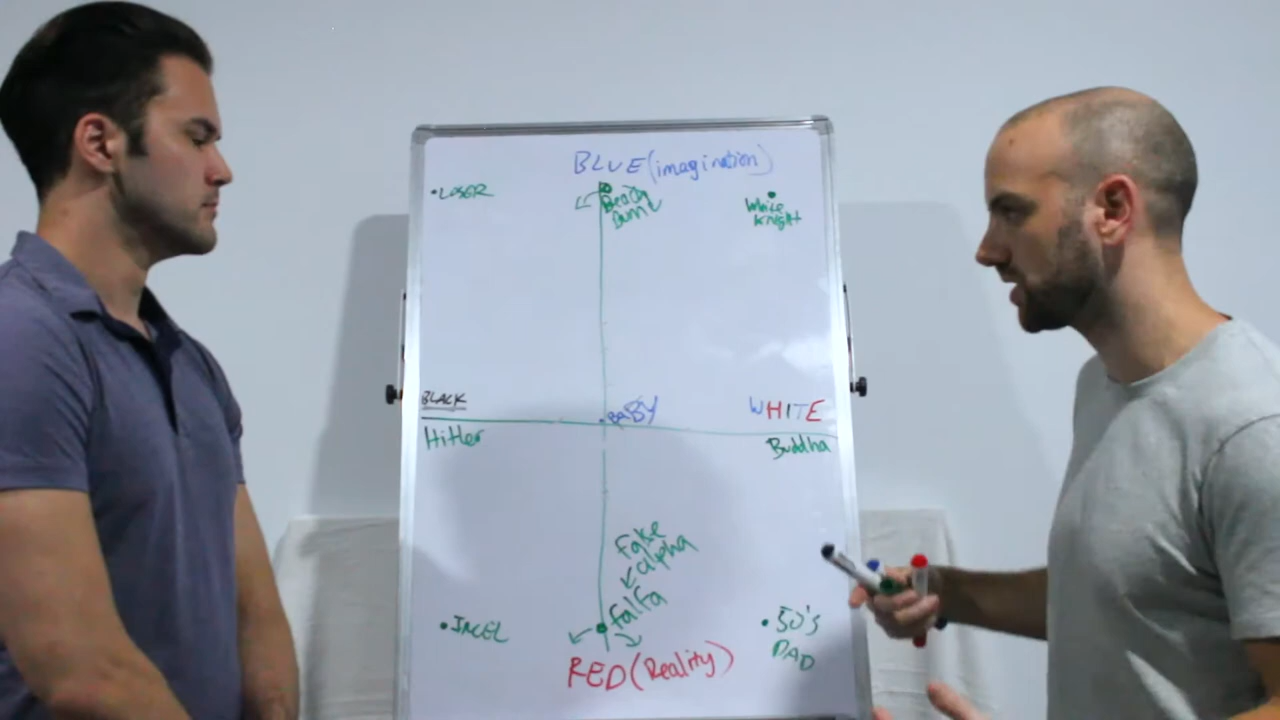 BLUE (imagination)
• LOSER
Beach
Bum
White
Knight
BLACK
BABY
WHITE
Hitler
Buddha
Fake
alpha
Falfa
• INCEL
• 50's
DAD
RED (Reality)